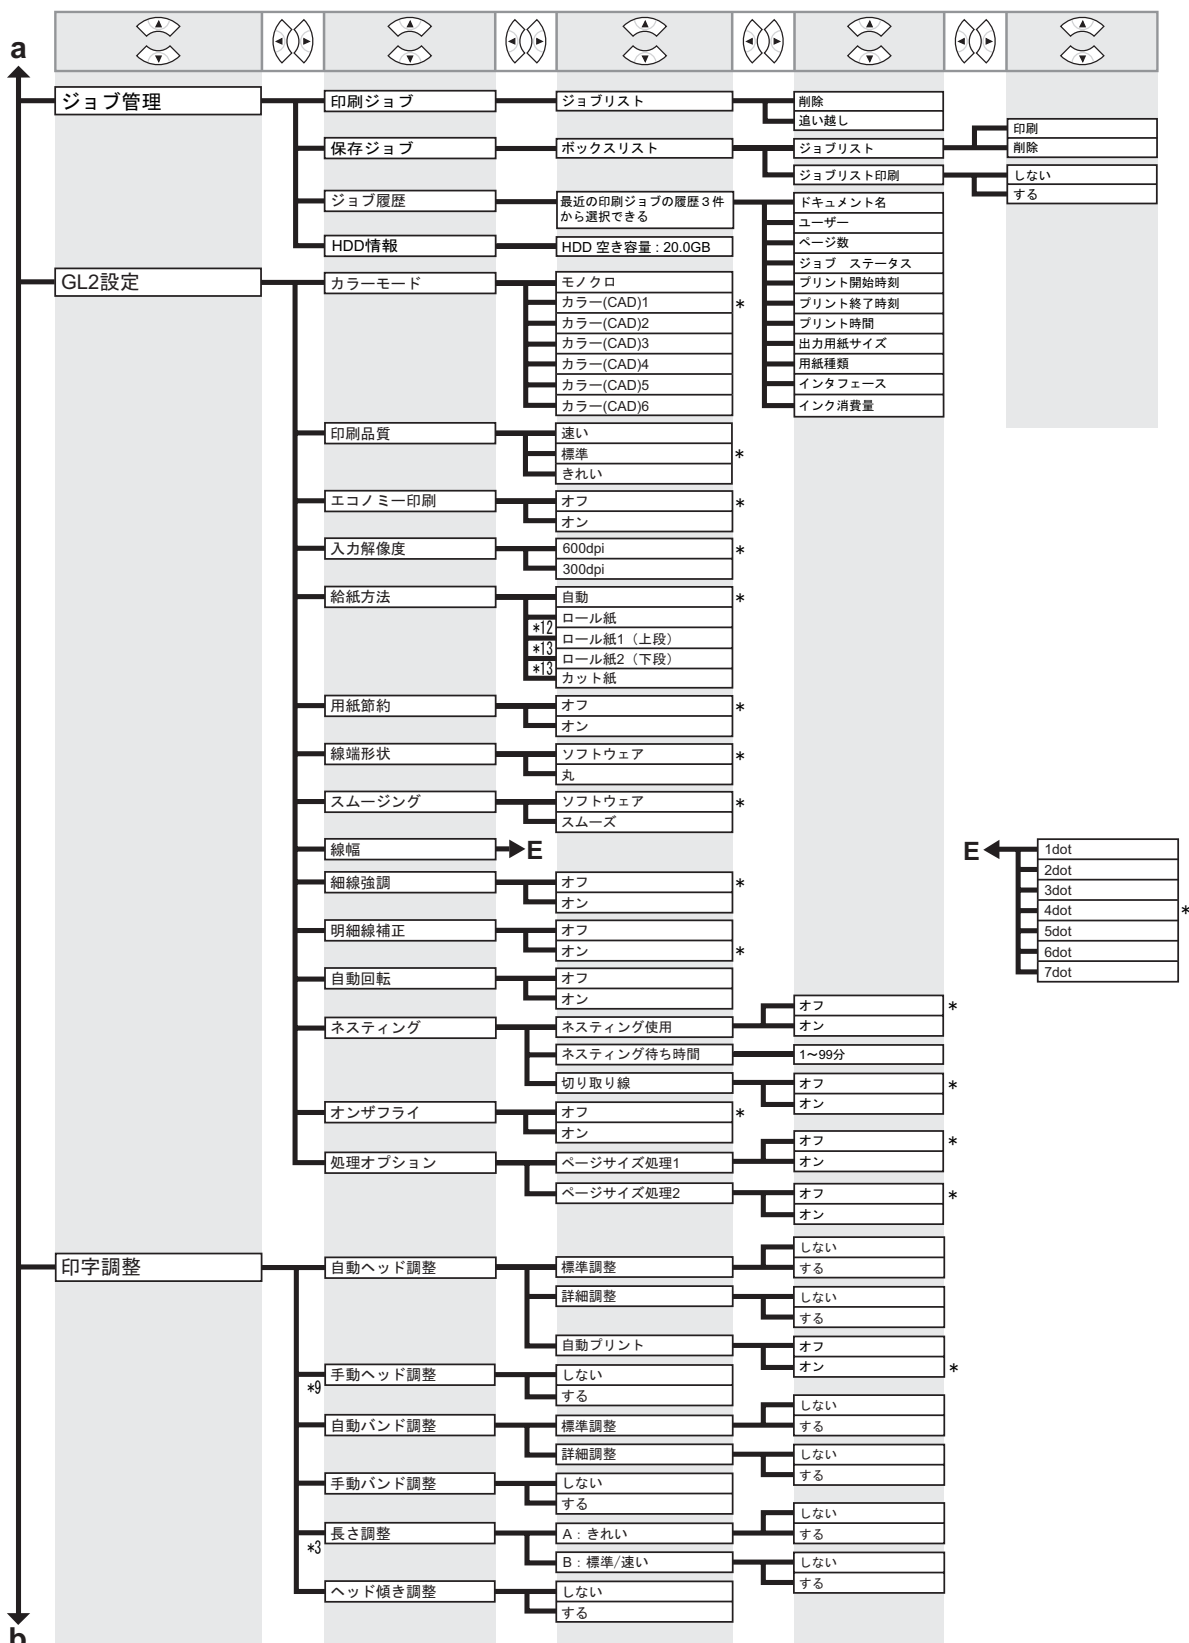 a
ジョブ管理
印刷ジョブ
ジョブリスト
削除
追い越し
保存ジョブ
ボックスリスト
ジョブリスト
印刷
削除
ジョブリスト印刷
しない
する
ジョブ履歴
最近の印刷ジョブの履歴3件
から選択できる
ドキュメント名
ユーザー
ページ数
ジョブ ステータス
プリント開始時刻
プリント終了時刻
プリント時間
出力用紙サイズ
用紙種類
インタフェース
インク消費量
HDD情報
HDD 空き容量 : 20.0GB
GL2設定
カラーモード
モノクロ
カラー(CAD)1 *
カラー(CAD)2
カラー(CAD)3
カラー(CAD)4
カラー(CAD)5
カラー(CAD)6
印刷品質
速い
標準 *
きれい
エコノミー印刷
オフ *
オン
入力解像度
600dpi *
300dpi
給紙方法
自動 *
ロール紙
*12
ロール紙1（上段）
*13
ロール紙2（下段）
*13
カット紙
用紙節約
オフ *
オン
線端形状
ソフトウェア *
丸
スムージング
ソフトウェア *
スムーズ
線幅
E
E
1dot
2dot
3dot
4dot *
5dot
6dot
7dot
細線強調
オフ *
オン
明細線補正
オフ
オン *
自動回転
オフ
オン
ネスティング
ネスティング使用
オフ *
オン
ネスティング待ち時間
1〜99分
切り取り線
オフ *
オン
オンザフライ
オフ *
オン
処理オプション
ページサイズ処理1
オフ *
オン
ページサイズ処理2
オフ *
オン
印字調整
自動ヘッド調整
標準調整
しない
する
詳細調整
しない
する
自動プリント
オフ
オン *
*9
手動ヘッド調整
しない
する
自動バンド調整
標準調整
しない
する
詳細調整
しない
する
手動バンド調整
しない
する
*3
長さ調整
A : きれい
しない
する
B : 標準/速い
しない
する
ヘッド傾き調整
しない
する
b